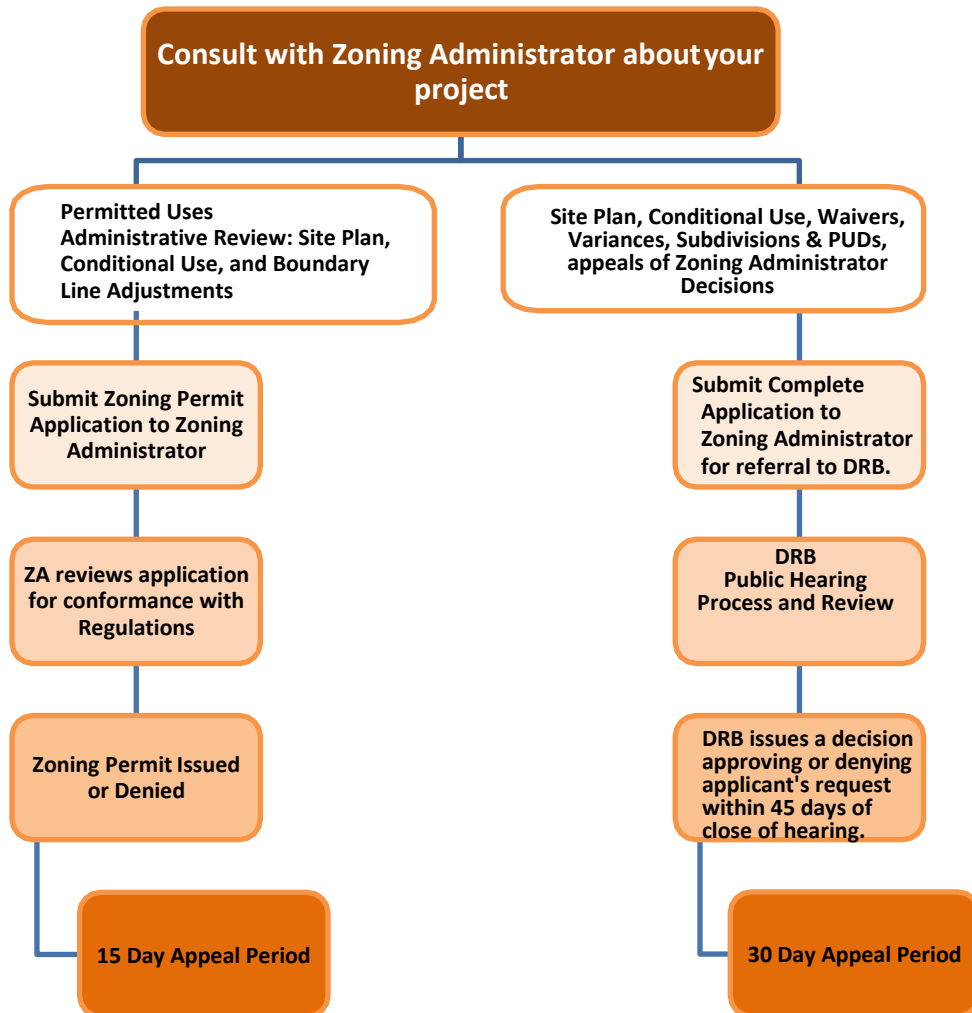 Consult with Zoning Administrator about your
project
Permitted Uses
Administrative Review: Site Plan,
Conditional Use, and Boundary
Line Adjustments
Submit Zoning Permit
Application to Zoning
Administrator
ZA reviews application
for conformance with
Regulations
Zoning Permit Issued
or Denied
15 Day Appeal Period
Site Plan, Conditional Use, Waivers,
Variances, Subdivisions & PUDs,
appeals of Zoning Administrator
Decisions
Submit Complete
Application to
Zoning Administrator
for referral to DRB.
DRB
Public Hearing
Process and Review
DRB issues a decision
approving or denying
applicant's request
within 45 days of
close of hearing.
30 Day Appeal Period